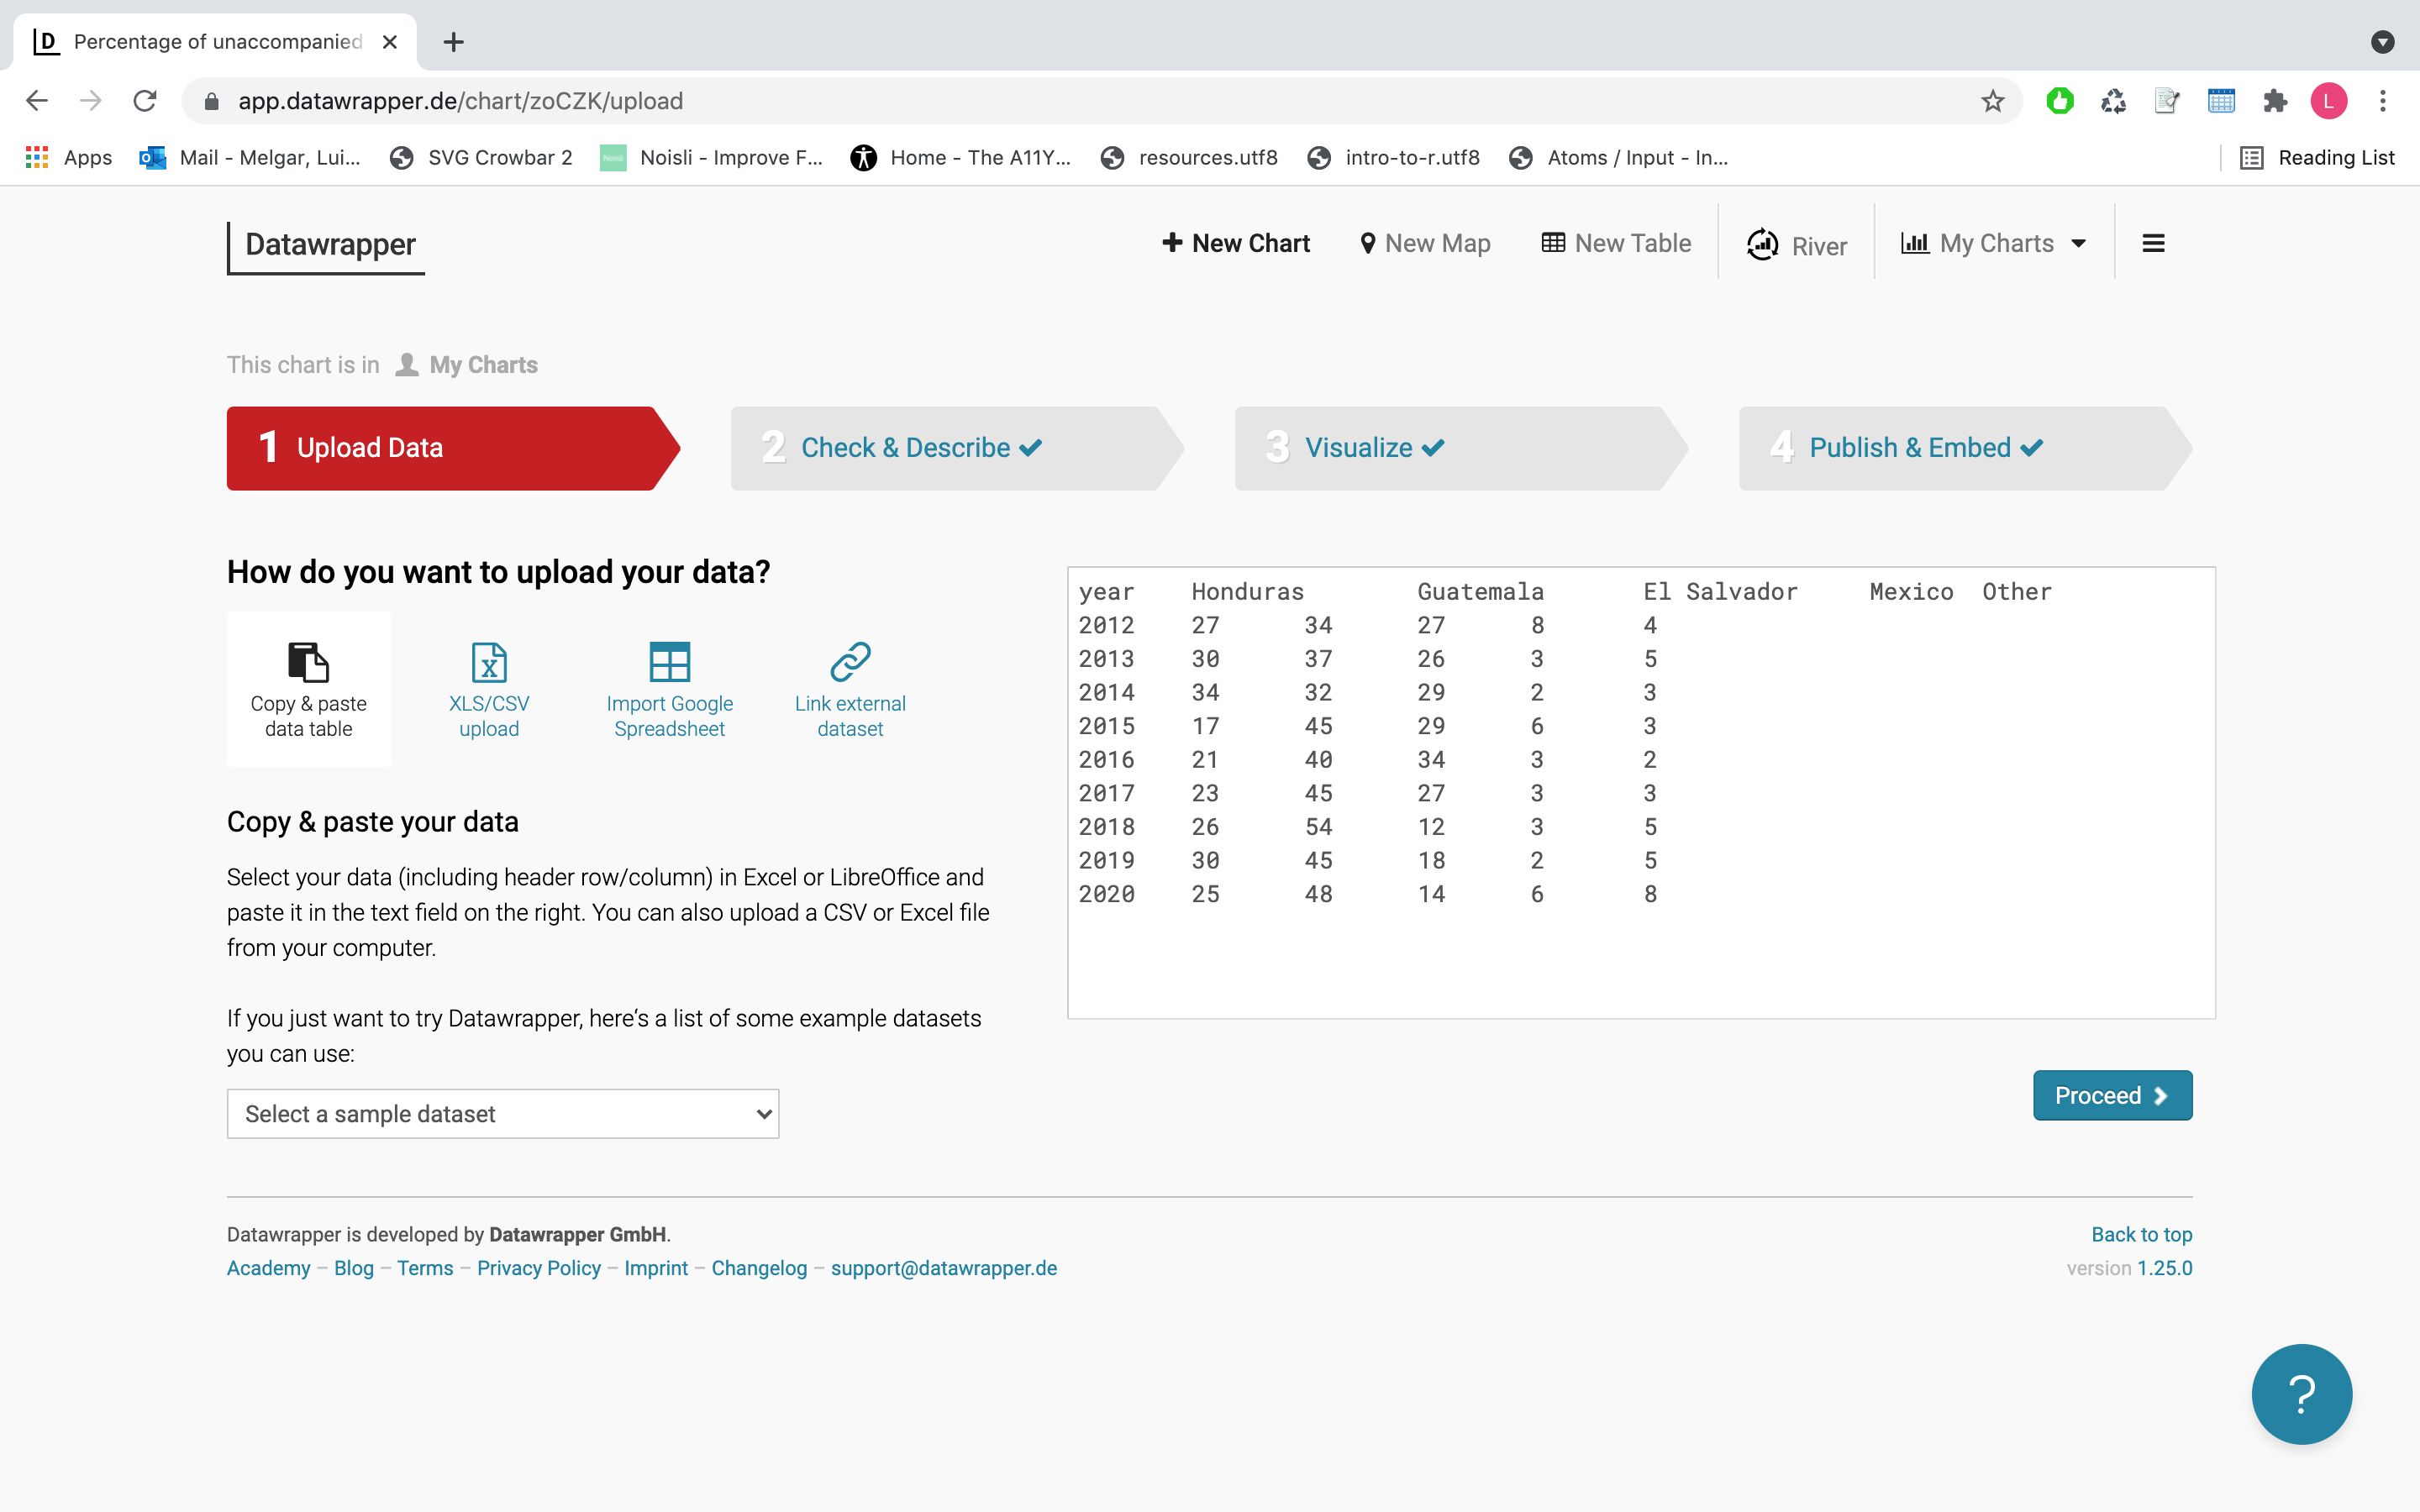 Percentage of unaccompanied
app.datawrapper.de/chart/zoCZK/upload
L
Apps Mail - Melgar, Lui... SVG Crowbar 2 Noisli - Improve F... Home - The A11Y... resources.utf8 intro-to-r.utf8 Atoms / Input - In... Reading List
Datawrapper
New Chart New Map New Table River My Charts
This chart is in My Charts
1 Upload Data 2 Check & Describe 3 Visualize 4 Publish & Embed
How do you want to upload your data?
Copy & paste
data table
XLS/CSV
upload
Import Google
Spreadsheet
Link external
dataset
Copy & paste your data
Select your data (including header row/column) in Excel or LibreOffice and
paste it in the text field on the right. You can also upload a CSV or Excel file
from your computer.
If you just want to try Datawrapper, here‘s a list of some example datasets
you can use:
Select a sample dataset
year Honduras Guatemala El Salvador Mexico Other
2012 27 34 27 8 4
2013 30 37 26 3 5
2014 34 32 29 2 3
2015 17 45 29 6 3
2016 21 40 34 3 2
2017 23 45 27 3 3
2018 26 54 12 3 5
2019 30 45 18 2 5
2020 25 48 14 6 8
Proceed
Datawrapper is developed by Datawrapper GmbH.
Academy – Blog – Terms – Privacy Policy – Imprint – Changelog – support@datawrapper.de
Back to top
version 1.25.0
?